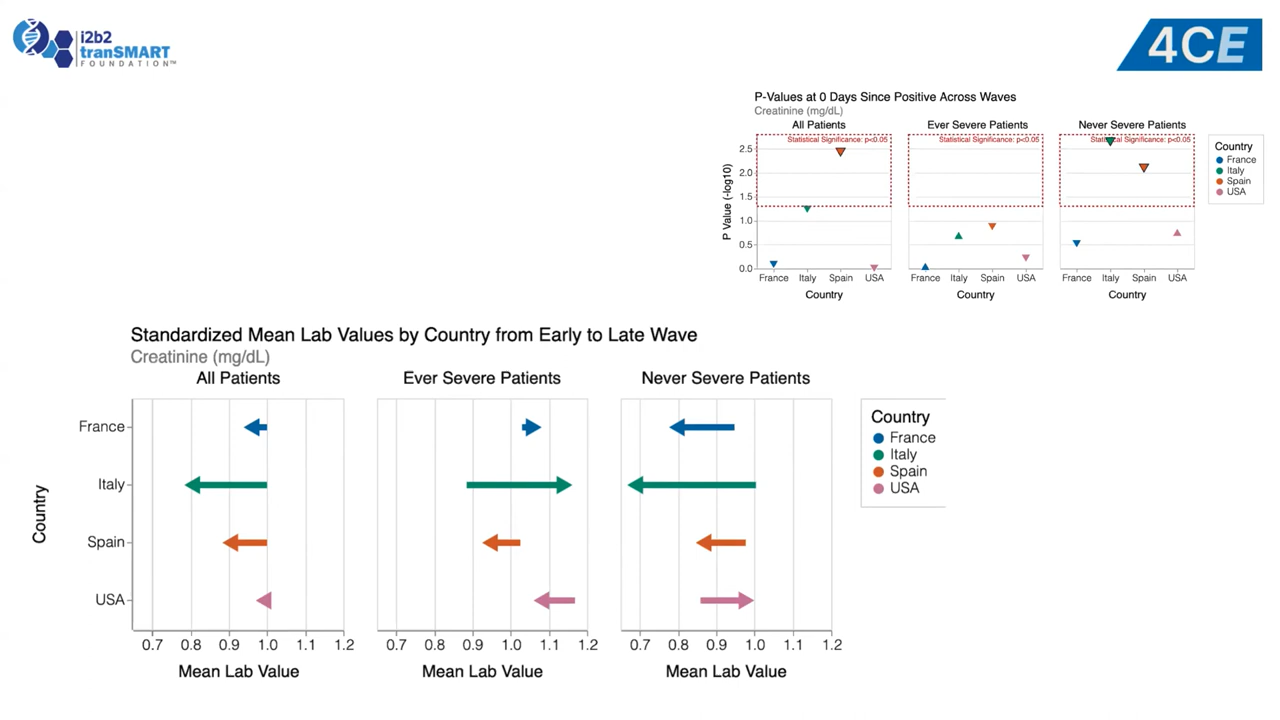 i2b2
tranSMART
FOUNDATION™
4CE
P-Values at 0 Days Since Positive Across Waves
Creatinine (mg/dL)
All Patients
Ever Severe Patients
Never Severe Patients
Statistical Significance: p<0.05
Statistical Significance: p<0.05
Statistical Significance: p<0.05
P Value (-log10)
2.5
2.0
1.5
1.0
0.5
0.0
France Italy Spain USA
France Italy Spain USA
France Italy Spain USA
Country
Country
Country
Country
France
Italy
Spain
USA
Standardized Mean Lab Values by Country from Early to Late Wave
Creatinine (mg/dL)
All Patients
Ever Severe Patients
Never Severe Patients
Country
France
Italy
Spain
USA
0.7 0.8 0.9 1.0 1.1 1.2
0.7 0.8 0.9 1.0 1.1 1.2
0.7 0.8 0.9 1.0 1.1 1.2
Mean Lab Value
Mean Lab Value
Mean Lab Value
Country
France
Italy
Spain
USA